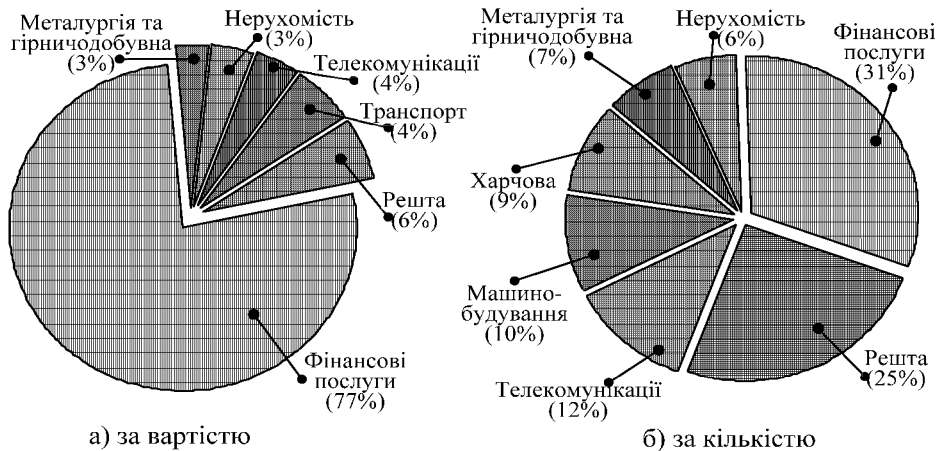 Металургія та
гірничодобувна
(3%)
Нерухомість
(3%)
Телекомунікації
(4%)
Транспорт
(4%)
Решта
(6%)
Фінансові
послуги
(77%)
а) за вартістю
Металургія та
гірничодобувна
(7%)
Нерухомість
(6%)
Фінансові
послуги
(31%)
Харчова
(9%)
Машино-
будування
(10%)
Телекомунікації
(12%)
Решта
(25%)
б) за кількістю